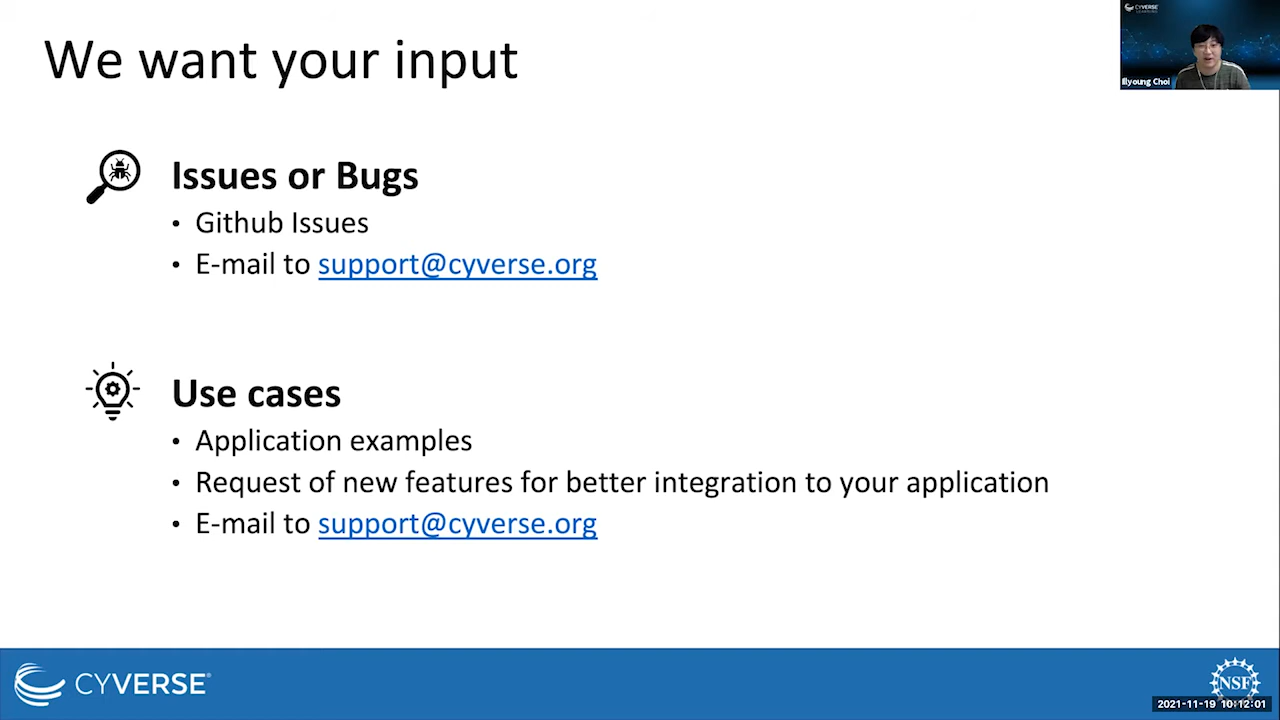 We want your input
CYVERSE
Illyoung Choi
Issues or Bugs
• Github Issues
• E-mail to support@cyverse.org
Use cases
• Application examples
• Request of new features for better integration to your application
• E-mail to support@cyverse.org
CYVERSE®
NSF
2021-11-19 10:12:01